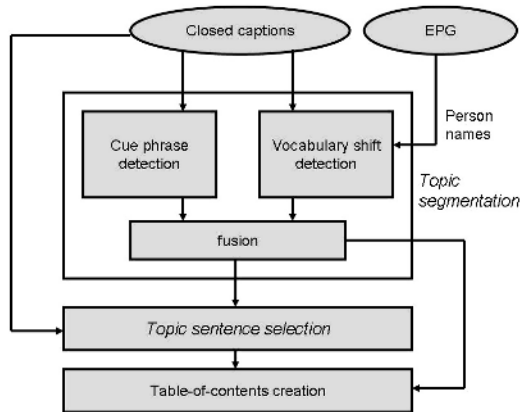 Closed captions
EPG
Person
names
Cue phrase
detection
Vocabulary shift
detection
Topic
segmentation
fusion
Topic sentence selection
Table-of-contents creation